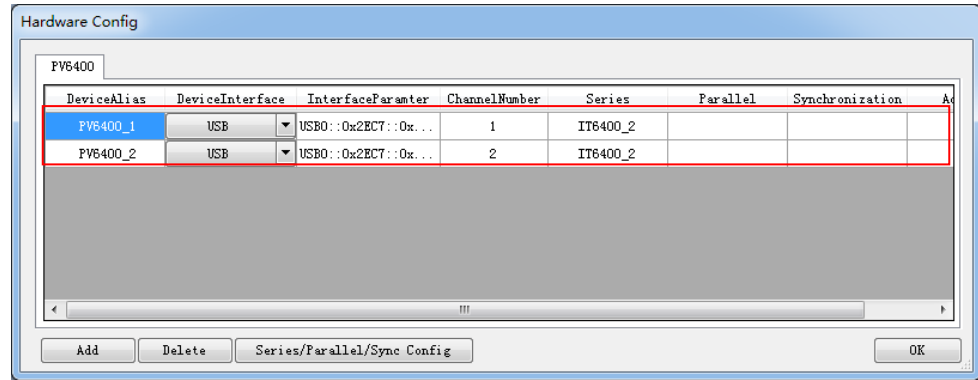 Hardware Config
PV6400
DeviceAlias DeviceInterface InterfaceParamter ChannelNumber Series Parallel Synchronization Ad
PV6400_1 USB USB0::0x2EC7::0x... 1 IT6400_2
PV6400_2 USB USB0::0x2EC7::0x... 2 IT6400_2
Add Delete Series/Parallel/Sync Config OK